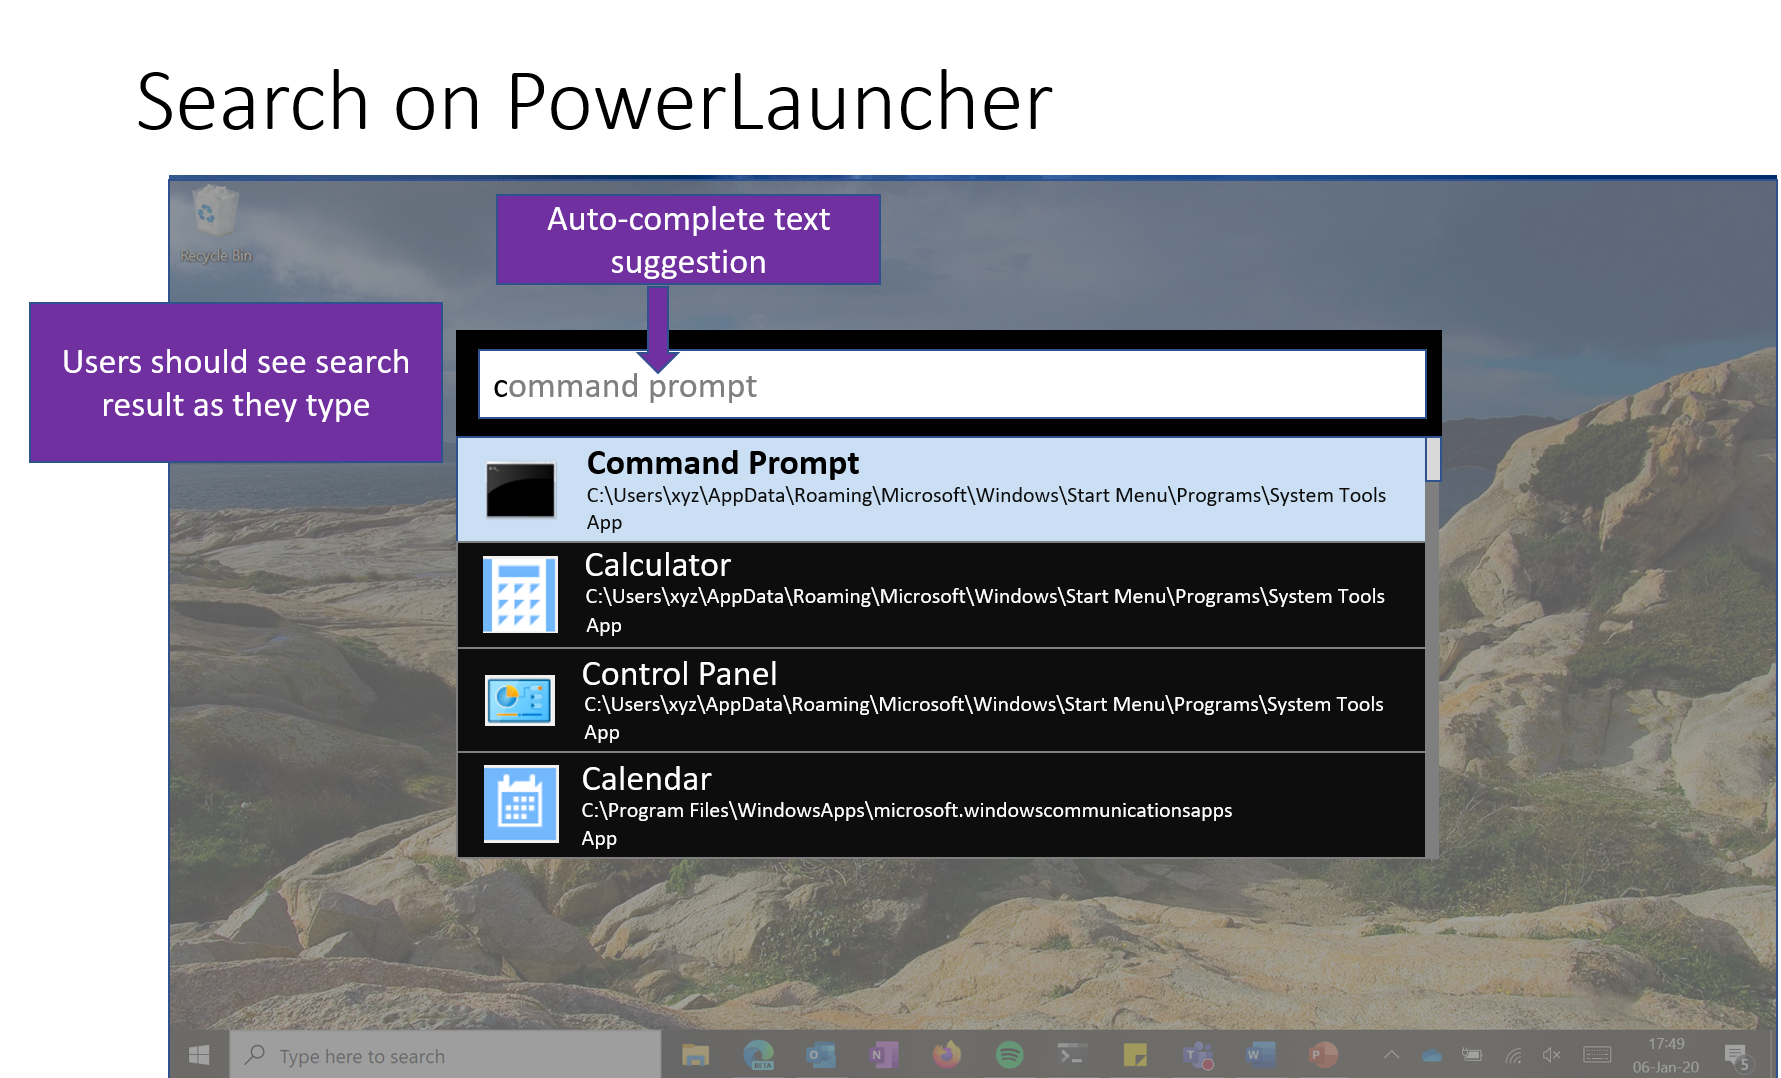 Search on PowerLauncher
Recycle Bin
Auto-complete text
suggestion
Users should see search
result as they type
command prompt
Command Prompt
C:\Users\xyz\AppData\Roaming\Microsoft\Windows\Start Menu\Programs\System Tools
App
Calculator
C:\Users\xyz\AppData\Roaming\Microsoft\Windows\Start Menu\Programs\System Tools
App
Control Panel
C:\Users\xyz\AppData\Roaming\Microsoft\Windows\Start Menu\Programs\System Tools
App
Calendar
C:\Program Files\WindowsApps\microsoft.windowscommunicationsapps
App
Type here to search
BETA
O
N
T
W
P
17:49
06-Jan-20
5